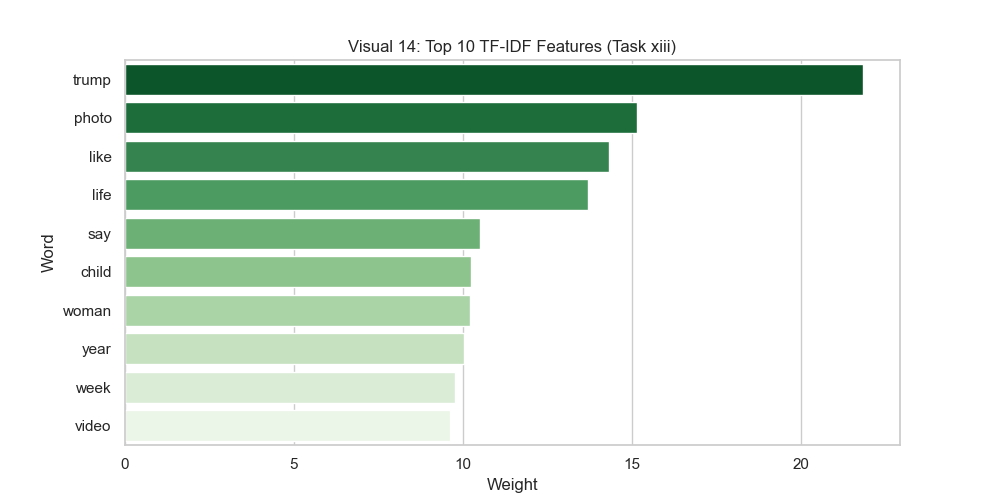 Visual 14: Top 10 TF-IDF Features (Task xiii)
Word
trump
photo
like
life
say
child
woman
year
week
video
0 5 10 15 20
Weight